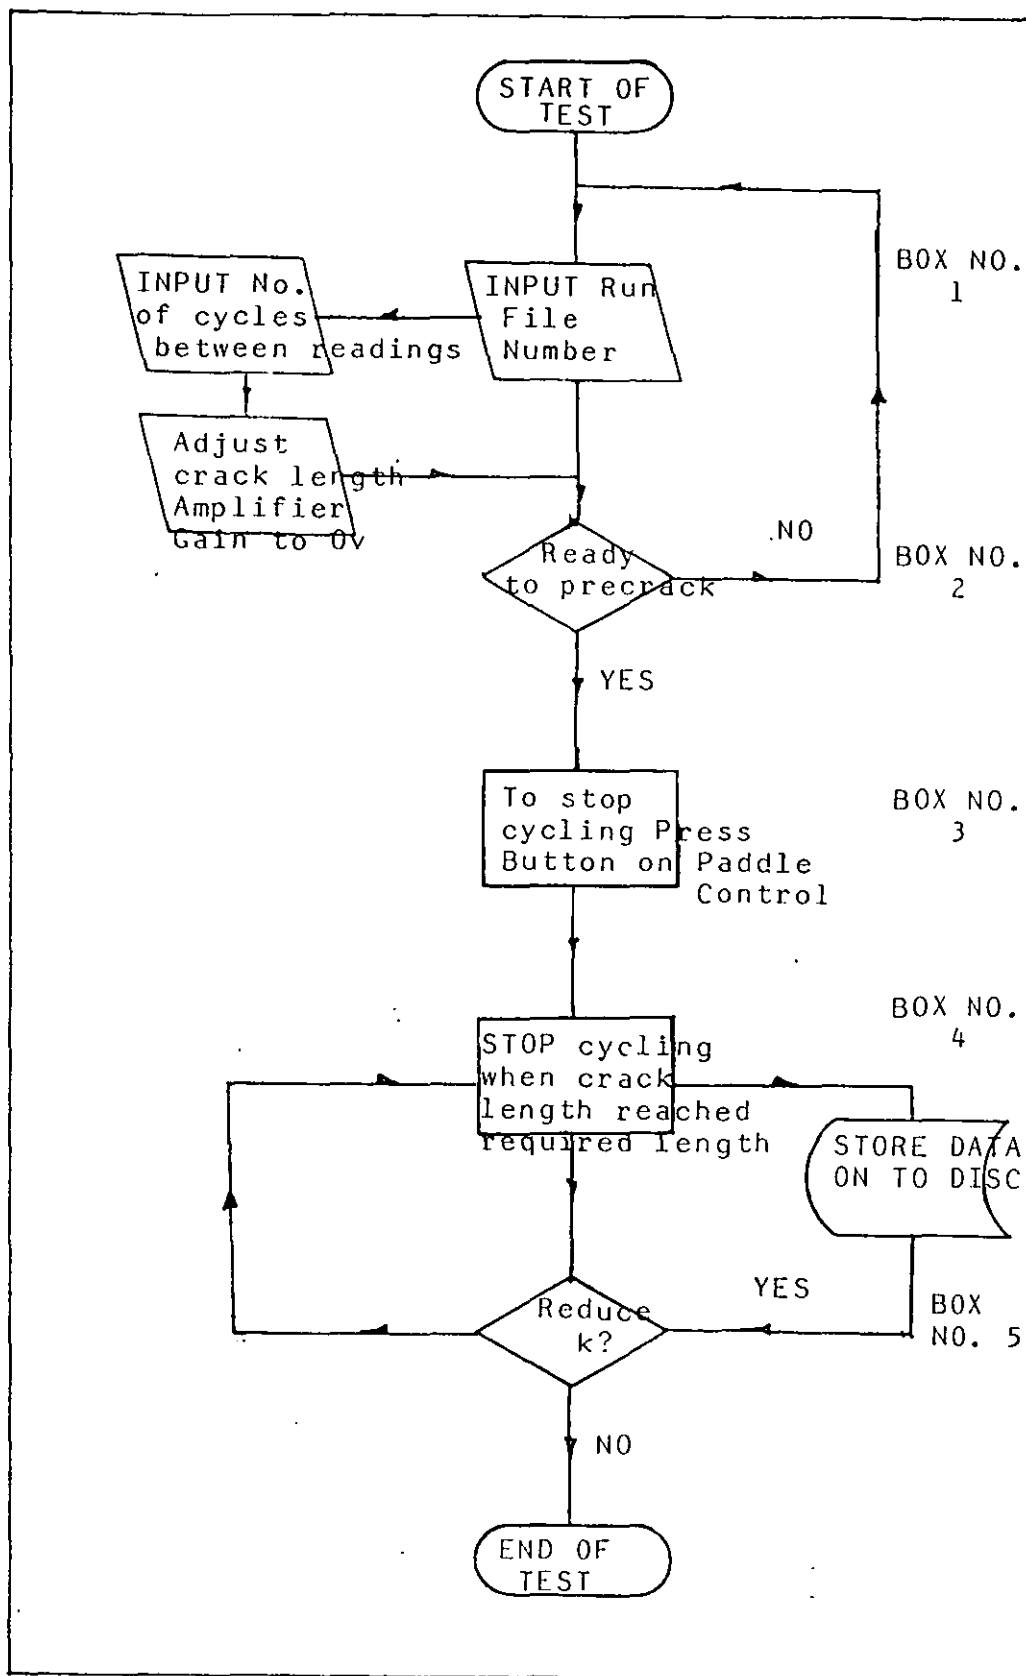 START OF
TEST
BOX NO.
1
INPUT No.
of cycles
between readings
INPUT Run
File
Number
Adjust
crack length
Amplifier
Gain to 0v
Ready
to precrack
NO
BOX NO.
2
YES
To stop
cycling Press
Button on Paddle
Control
BOX NO.
3
BOX NO.
4
STOP cycling
when crack
length reached
required length
STORE DATA
ON TO DISC
YES
BOX
NO. 5
Reduce
k?
NO
END OF
TEST